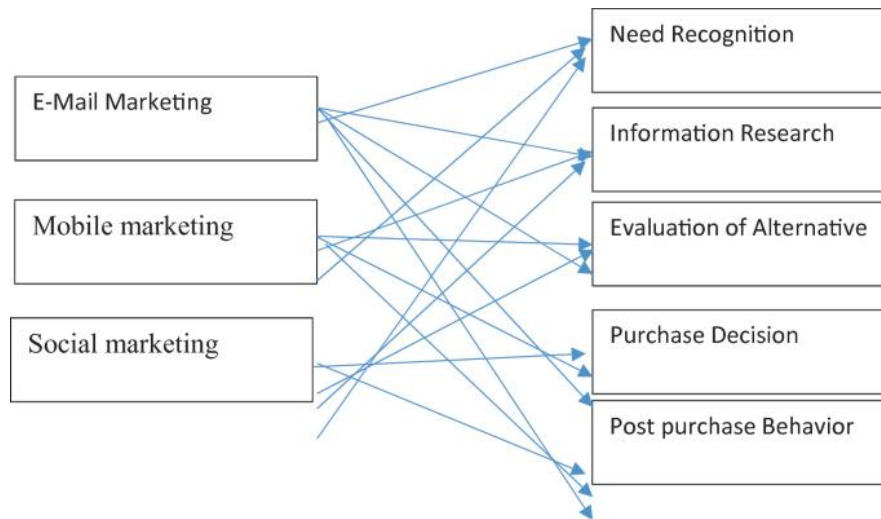 E-Mail Marketing
Mobile marketing
Social marketing
Need Recognition
Information Research
Evaluation of Alternative
Purchase Decision
Post purchase Behavior